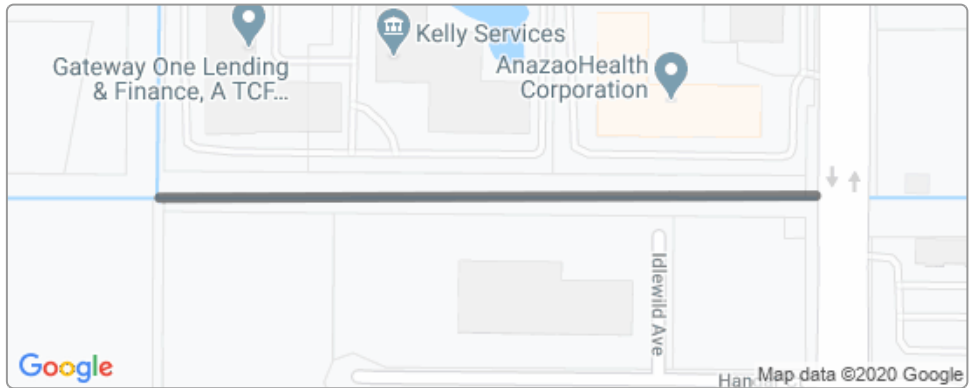 Kelly Services
Gateway One Lending
& Finance, A TCF...
AnazaoHealth
Corporation
Idlewild Ave
Google
Map data ©2020 Google